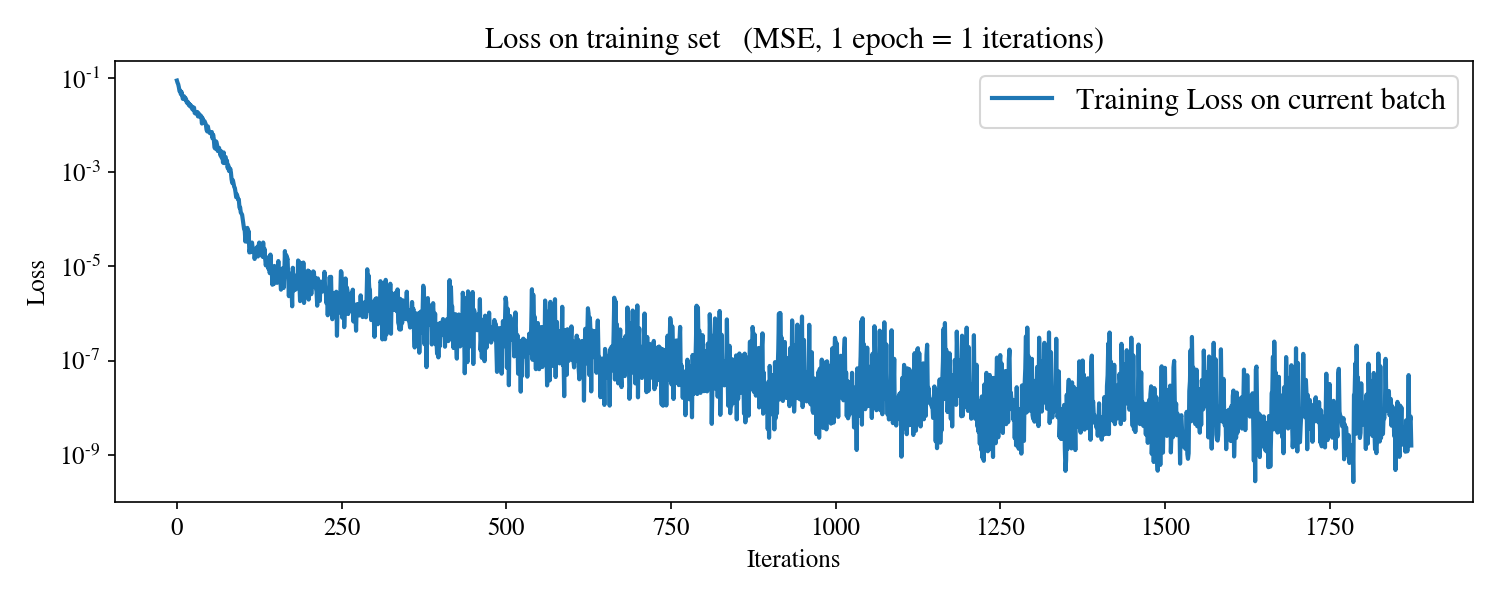 Loss on training set (MSE, 1 epoch = 1 iterations)
Training Loss on current batch
Loss
10⁻¹
10⁻³
10⁻⁵
10⁻⁷
10⁻⁹
0 250 500 750 1000 1250 1500 1750
Iterations